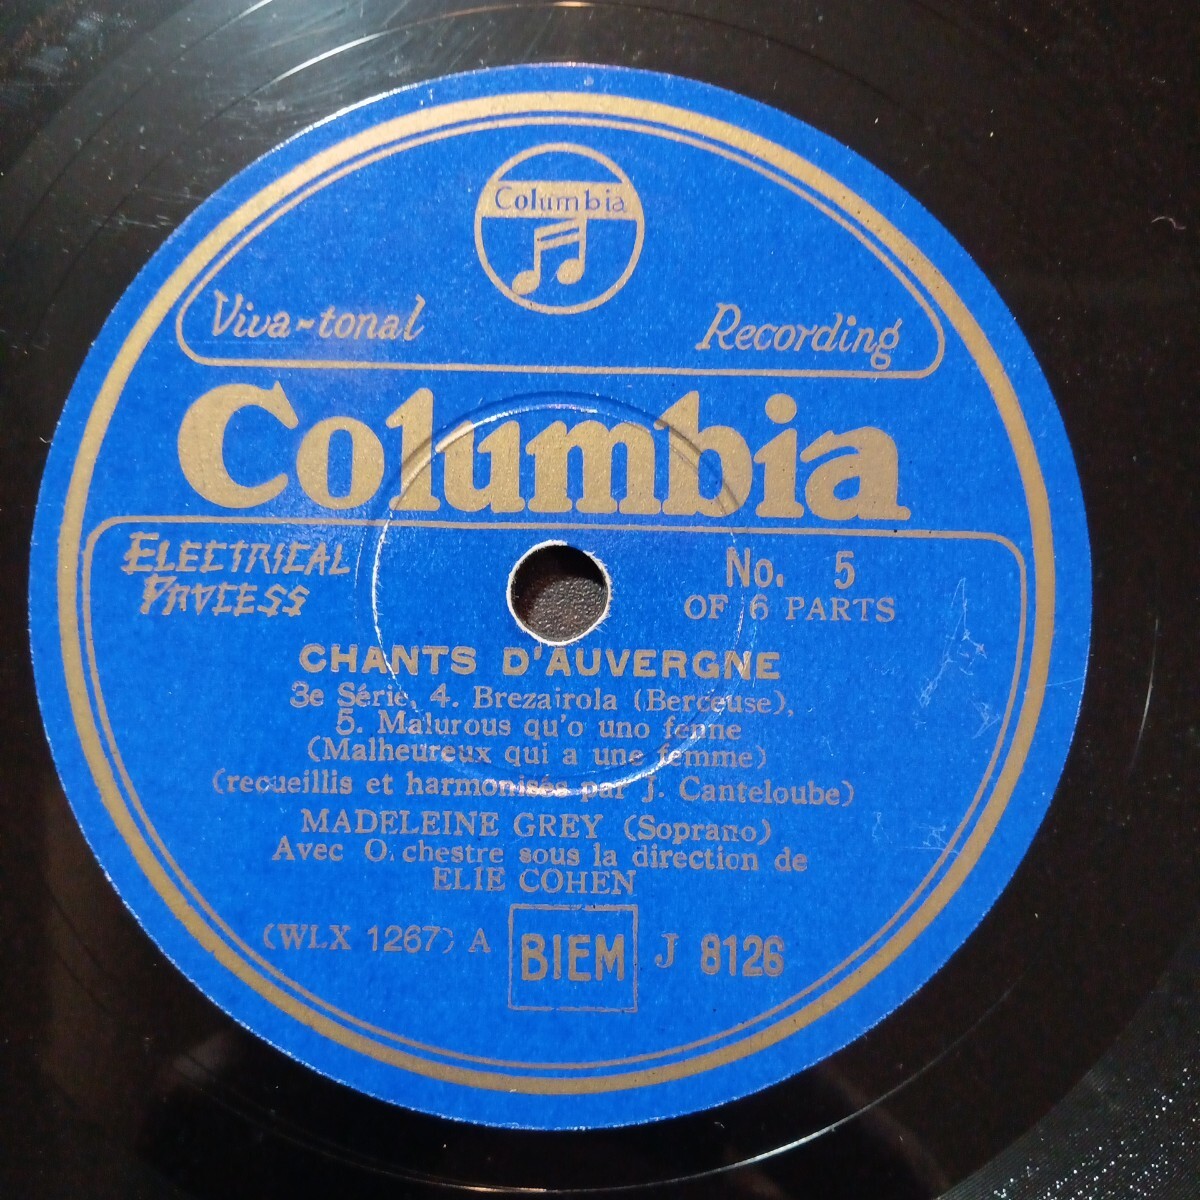 Columbia
Viva-tonal Recording
Columbia
ELECTRICAL
PROCESS
No. 5
OF 6 PARTS
CHANTS D'AUVERGNE
3e Série, 4. Brezairola (Berceuse),
5. Malurous qu'o uno fenne
(Malheureux qui a une femme)
(recueillis et harmonisés par J. Canteloube)
MADELEINE GREY (Soprano)
Avec O.chestre sous la direction de
ELIE COHEN
(WLX 1267) A BIEM J 8126